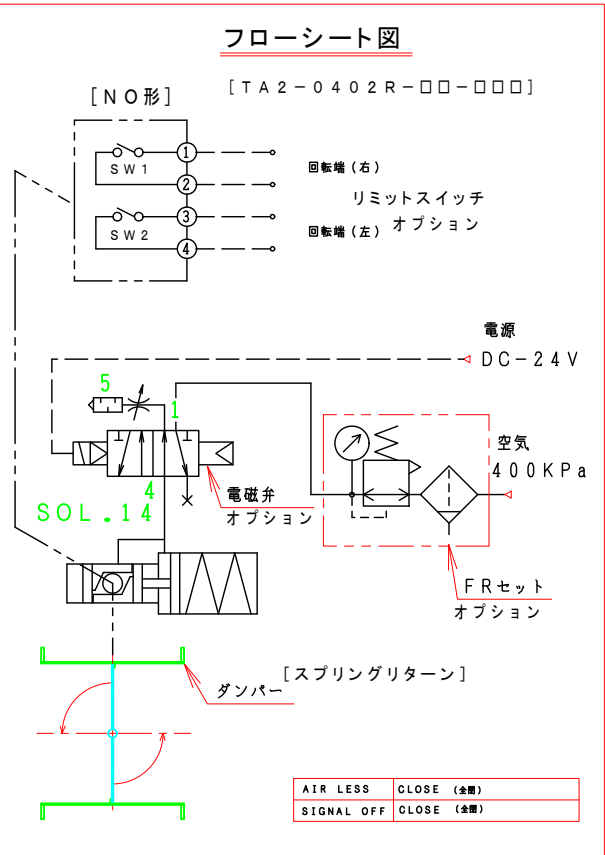 フローシート図
[TA2-0402R-□□-□□□]
[NO形]
1
SW1
2
3
SW2
4
回転端(右)
リミットスイッチ
オプション
回転端(左)
電源
DC-24V
5
1
4
SOL.14
電磁弁
オプション
空気
400KPa
FRセット
オプション
ダンパー
[スプリングリターン]
AIR LESS CLOSE (全閉)
SIGNAL OFF CLOSE (全閉)